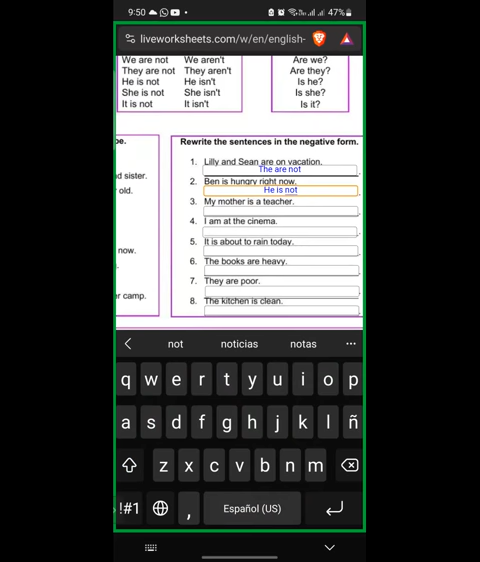 9:50
47%
liveworksheets.com/w/en/english-
We are not We aren't
They are not They aren't
He is not He isn't
She is not She isn't
It is not It isn't
Are we?
Are they?
Is he?
Is she?
Is it?
be.
d sister.
old.
now.
r camp.
Rewrite the sentences in the negative form.
1. Lilly and Sean are on vacation.
The are not
2. Ben is hungry right now.
He is not
3. My mother is a teacher.
4. I am at the cinema.
5. It is about to rain today.
6. The books are heavy.
7. They are poor.
8. The kitchen is clean.
not noticias notas ···
q w e r t y u i o p
a s d f g h j k l ñ
z x c v b n m
!#1 , Español (US)